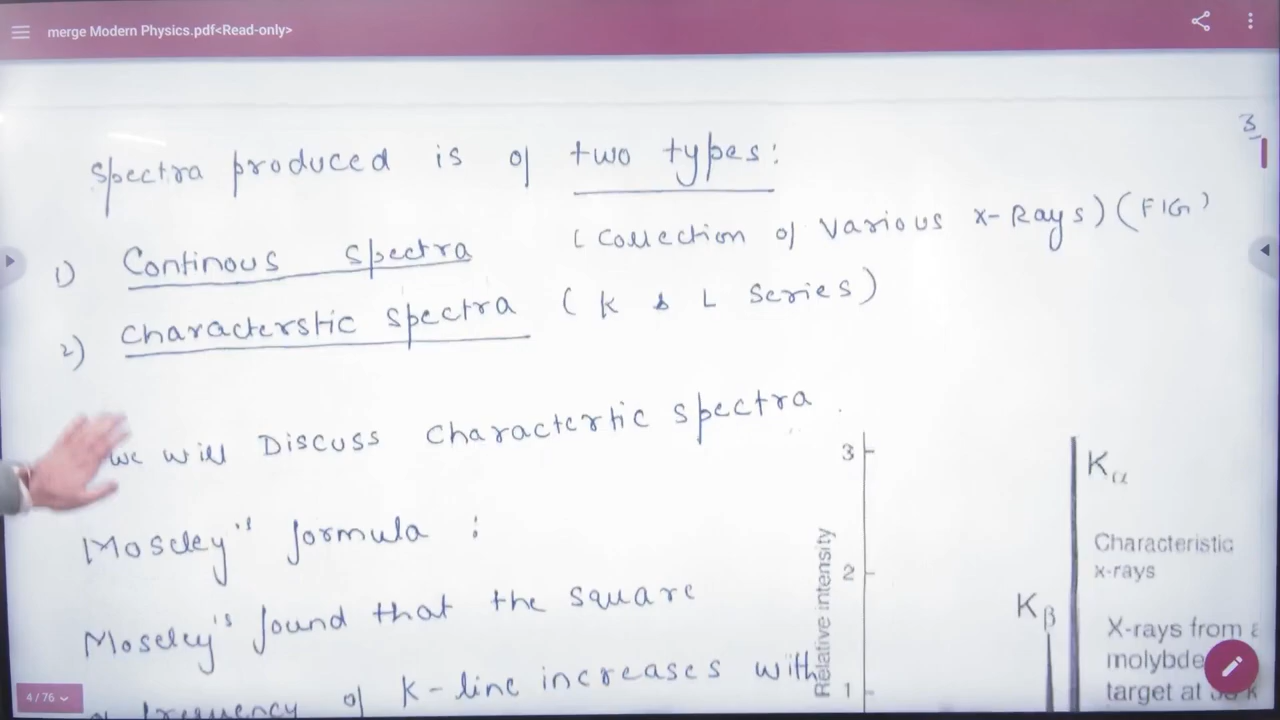 merge Modern Physics.pdf<Read-only>
3
Spectra produced is of two types:
1) Continous Spectra (Collection of Various X-Rays) (FIG)
2) Characterstic Spectra (K & L Series)
we will Discuss Charactertic Spectra
Moseley's formula :
Moseley's found that the square
frequency of K-line increases with
3
2
1
Relative intensity
Kα
Characteristic
x-rays
Kβ
X-rays from
molybde
target at
4 / 76